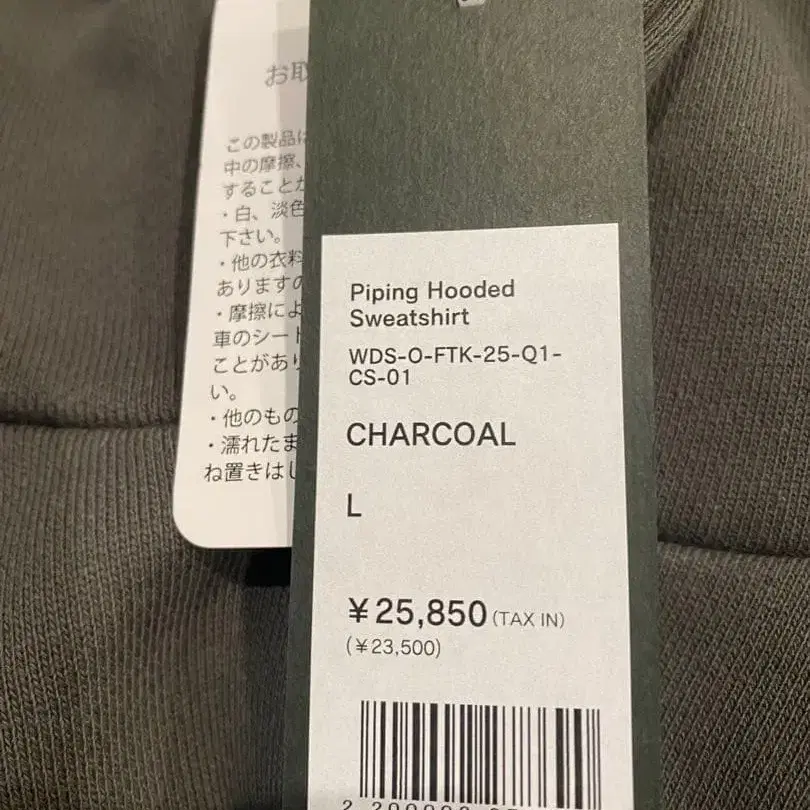 お取
この製品は
中の摩擦、
することが
・白、淡色
下さい。
・他の衣料
ありますの
・摩擦によ
車のシート
ことがあり
い。
・他のもの
・濡れたま
ね置きはし
Piping Hooded
Sweatshirt
WDS-O-FTK-25-Q1-
CS-01
CHARCOAL
L
¥25,850(TAX IN)
(¥23,500)